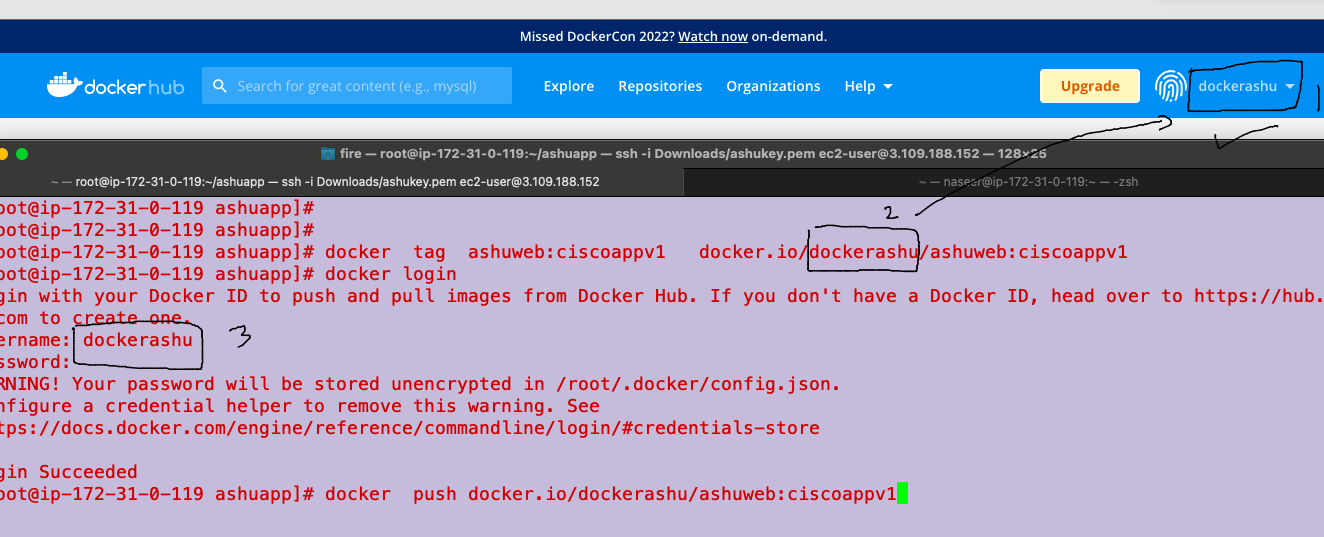 Missed DockerCon 2022? Watch now on-demand.
docker hub Search for great content (e.g., mysql) Explore Repositories Organizations Help Upgrade dockerashu 1
fire — root@ip-172-31-0-119:~/ashuapp — ssh -i Downloads/ashukey.pem ec2-user@3.109.188.152 — 128×25
~ — root@ip-172-31-0-119:~/ashuapp — ssh -i Downloads/ashukey.pem ec2-user@3.109.188.152 ~ — naseer@ip-172-31-0-119:~ — -zsh
oot@ip-172-31-0-119 ashuapp]#
2
oot@ip-172-31-0-119 ashuapp]#
oot@ip-172-31-0-119 ashuapp]# docker  tag  ashuweb:ciscoappv1   docker.io/dockerashu/ashuweb:ciscoappv1
oot@ip-172-31-0-119 ashuapp]# docker login
gin with your Docker ID to push and pull images from Docker Hub. If you don't have a Docker ID, head over to https://hub.
com to create one.
ername: dockerashu 3
ssword:
RNING! Your password will be stored unencrypted in /root/.docker/config.json.
nfigure a credential helper to remove this warning. See
tps://docs.docker.com/engine/reference/commandline/login/#credentials-store
gin Succeeded
oot@ip-172-31-0-119 ashuapp]# docker  push docker.io/dockerashu/ashuweb:ciscoappv1